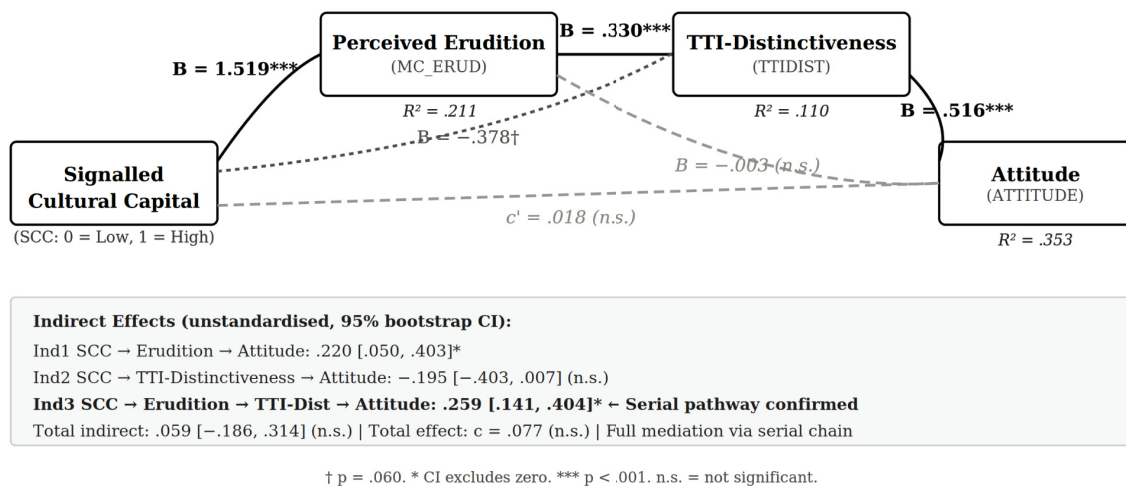 Perceived Erudition
(MC_ERUD)
R² = .211
B = .330***
TTI-Distinctiveness
(TTIDIST)
R² = .110
B = 1.519***
B = .516***
B = −.378†
B = −.003 (n.s.)
c' = .018 (n.s.)
Signalled
Cultural Capital
(SCC: 0 = Low, 1 = High)
Attitude
(ATTITUDE)
R² = .353
Indirect Effects (unstandardised, 95% bootstrap CI):
Ind1 SCC → Erudition → Attitude: .220 [.050, .403]*
Ind2 SCC → TTI-Distinctiveness → Attitude: −.195 [−.403, .007] (n.s.)
Ind3 SCC → Erudition → TTI-Dist → Attitude: .259 [.141, .404]* ← Serial pathway confirmed
Total indirect: .059 [−.186, .314] (n.s.) | Total effect: c = .077 (n.s.) | Full mediation via serial chain
† p = .060. * CI excludes zero. *** p < .001. n.s. = not significant.